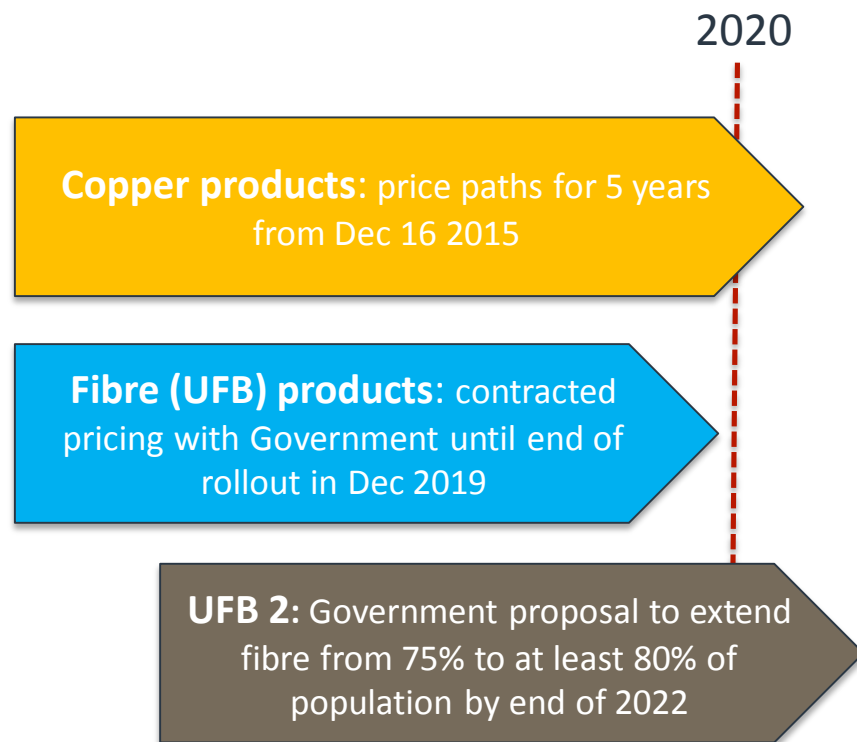 2020
Copper products: price paths for 5 years
from Dec 16 2015
Fibre (UFB) products: contracted
pricing with Government until end of
rollout in Dec 2019
UFB 2: Government proposal to extend
fibre from 75% to at least 80% of
population by end of 2022